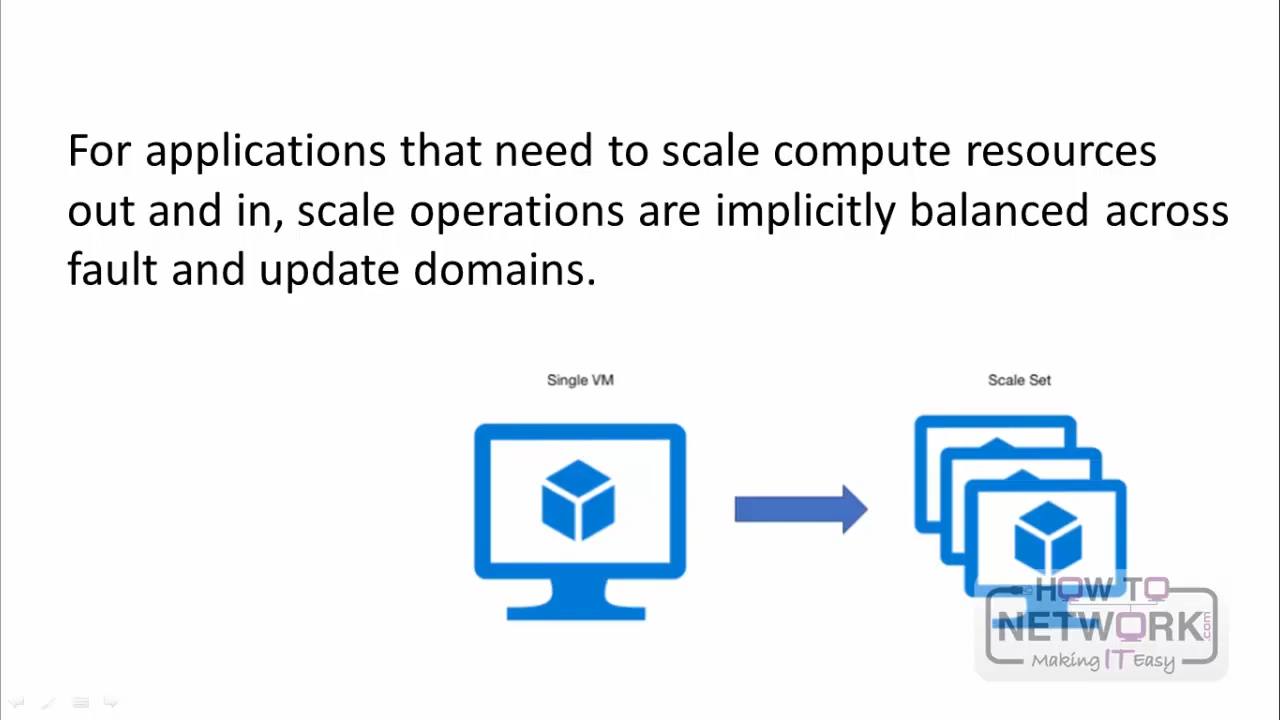 For applications that need to scale compute resources
out and in, scale operations are implicitly balanced across
fault and update domains.
Single VM
Scale Set
HOW TO
NETWORK.com
Making IT Easy